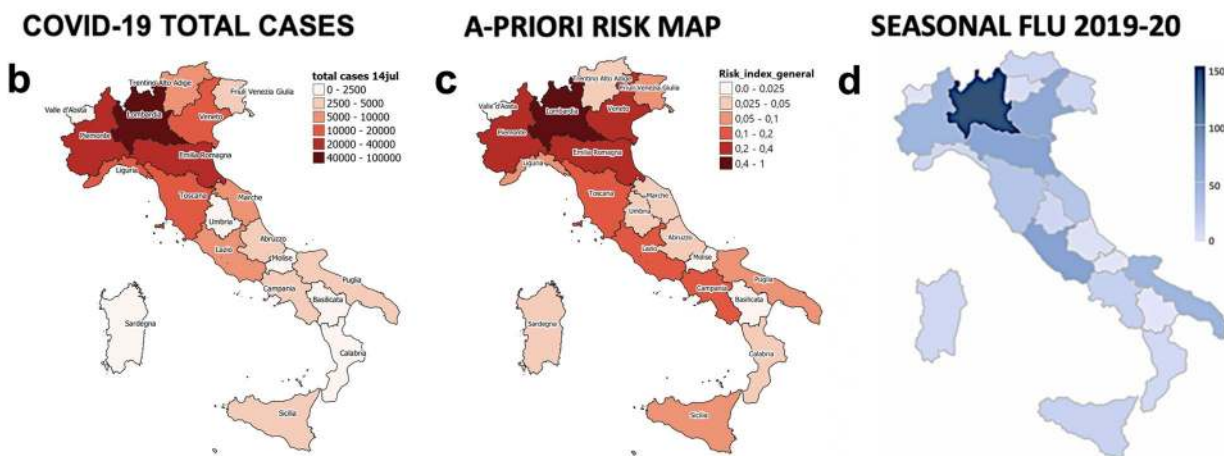 COVID-19 TOTAL CASES
b
total cases 14jul
0 - 2500
2500 - 5000
5000 - 10000
10000 - 20000
20000 - 40000
40000 - 100000
Trentino Alto Adige
Friuli Venezia Giulia
Valle d'Aosta
Lombardia
Veneto
Piemonte
Emilia Romagna
Liguria
Toscana
Marche
Umbria
Abruzzo
Lazio
Molise
Puglia
Campania
Basilicata
Sardegna
Calabria
Sicilia
A-PRIORI RISK MAP
c
Risk_index_general
0.0 - 0.025
0,025 - 0,05
0,05 - 0,1
0,1 - 0,2
0,2 - 0,4
0,4 - 1
Trentino Alto Adige
Friuli Venezia Giulia
Valle d'Aosta
Lombardia
Veneto
Piemonte
Emilia Romagna
Liguria
Toscana
Marche
Umbria
Abruzzo
Lazio
Molise
Puglia
Campania
Basilicata
Sardegna
Calabria
Sicilia
SEASONAL FLU 2019-20
d
150
100
50
0